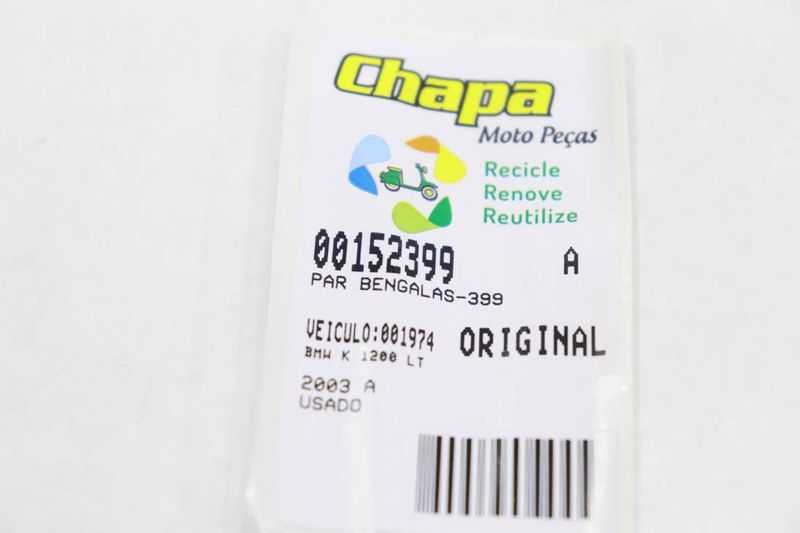 Chapa
Moto Peças
Recicle
Renove
Reutilize
00152399 A
PAR BENGALAS-399
VEICULO:001974 ORIGINAL
BMW K 1200 LT
2003 A
USADO